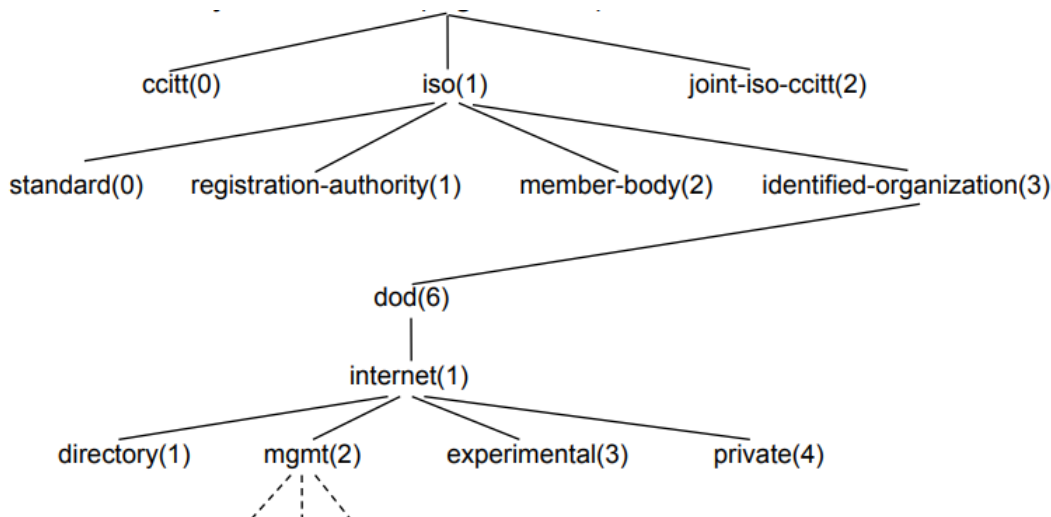 ccitt(0) iso(1) joint-iso-ccitt(2)
standard(0) registration-authority(1) member-body(2) identified-organization(3)
dod(6)
internet(1)
directory(1) mgmt(2) experimental(3) private(4)